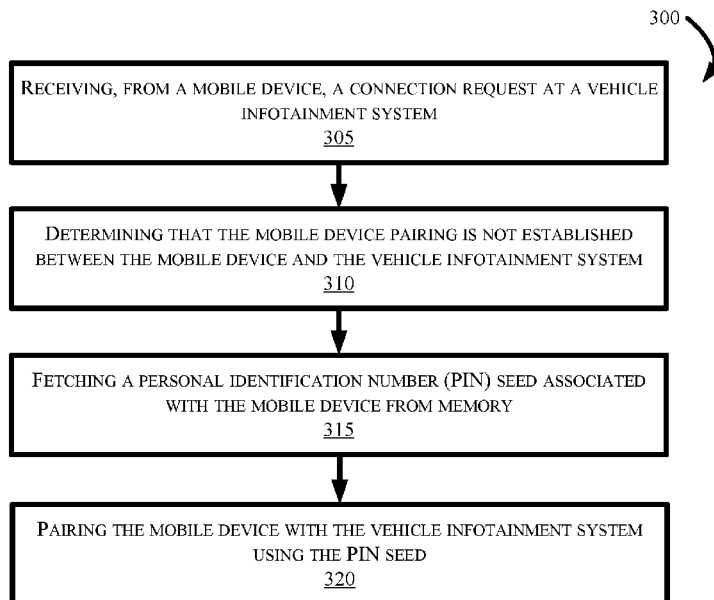 300
RECEIVING, FROM A MOBILE DEVICE, A CONNECTION REQUEST AT A VEHICLE
INFOTAINMENT SYSTEM
305
DETERMINING THAT THE MOBILE DEVICE PAIRING IS NOT ESTABLISHED
BETWEEN THE MOBILE DEVICE AND THE VEHICLE INFOTAINMENT SYSTEM
310
FETCHING A PERSONAL IDENTIFICATION NUMBER (PIN) SEED ASSOCIATED
WITH THE MOBILE DEVICE FROM MEMORY
315
PAIRING THE MOBILE DEVICE WITH THE VEHICLE INFOTAINMENT SYSTEM
USING THE PIN SEED
320